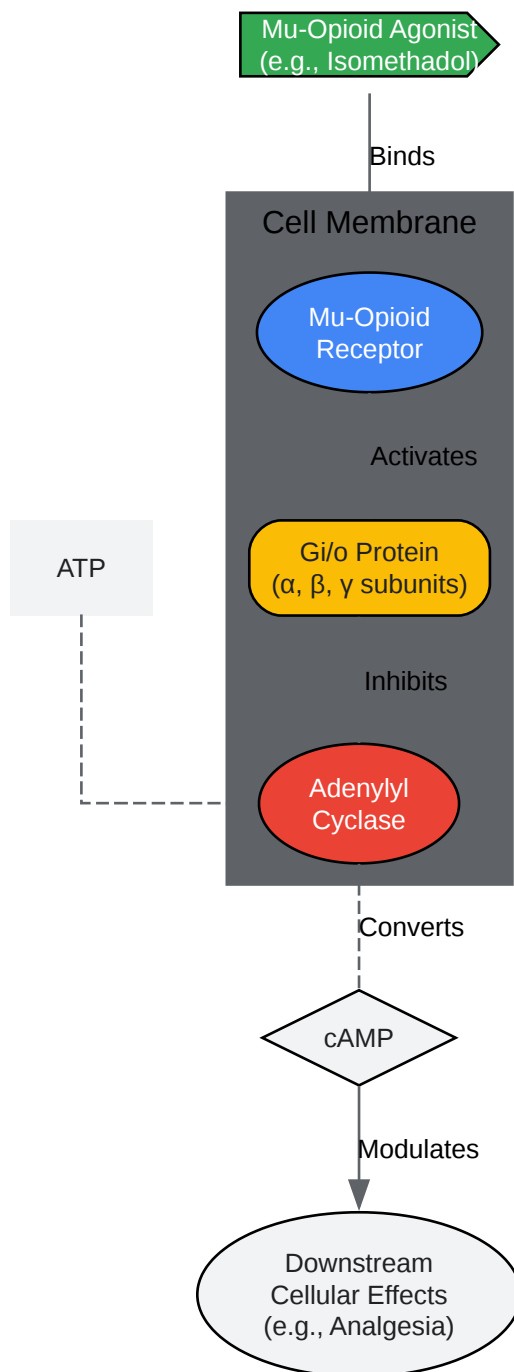 Mu-Opioid Agonist
(e.g., Isomethadol)
Binds
Cell Membrane
Mu-Opioid
Receptor
Activates
ATP
Gi/o Protein
(α, β, γ subunits)
Inhibits
Adenylyl
Cyclase
Converts
cAMP
Modulates
Downstream
Cellular Effects
(e.g., Analgesia)